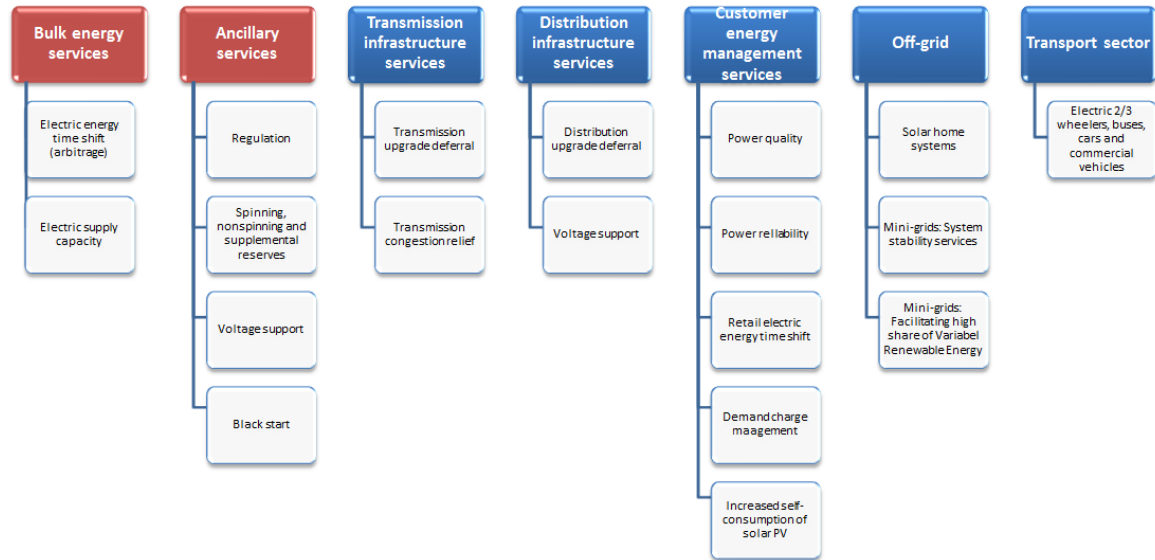 Bulk energy
services
Electric energy
time shift
(arbitrage)
Electric supply
capacity
Ancillary
services
Regulation
Spinning,
nonspinning and
supplemental
reserves
Voltage support
Black start
Transmission
infrastructure
services
Transmission
upgrade deferral
Transmission
congestion relief
Distribution
infrastructure
services
Distribution
upgrade deferral
Voltage support
Customer
energy
management
services
Power quality
Power reliability
Retail electric
energy time shift
Demand charge
maagement
Increased self-
consumption of
solar PV
Off-grid
Solar home
systems
Mini-grids: System
stability services
Mini-grids:
Facilitating high
share of Variabel
Renewable Energy
Transport sector
Electric 2/3
wheelers, buses,
cars and
commercial
vehicles